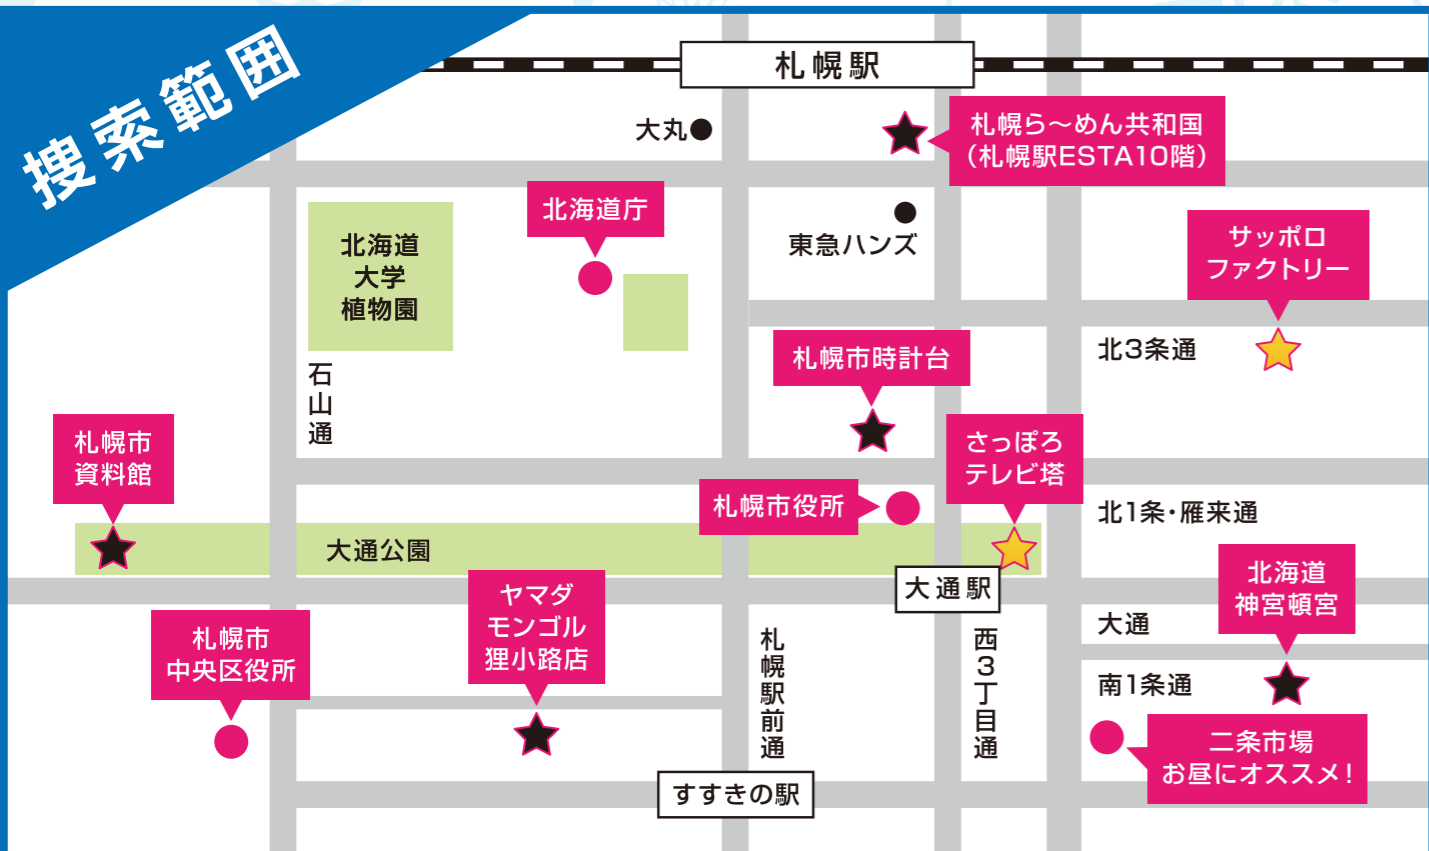 捜索範囲
札幌駅
大丸
札幌ら〜めん共和国
（札幌駅ESTA10階）
北海道庁
東急ハンズ
サッポロ
ファクトリー
北海道
大学
植物園
北3条通
札幌市時計台
石山通
札幌市
資料館
さっぽろ
テレビ塔
札幌市役所
北1条・雁来通
大通公園
大通駅
北海道
神宮頓宮
ヤマダ
モンゴル
狸小路店
札幌市
中央区役所
大通
札幌駅前通
西3丁目通
南1条通
二条市場
お昼にオススメ！
すすきの駅